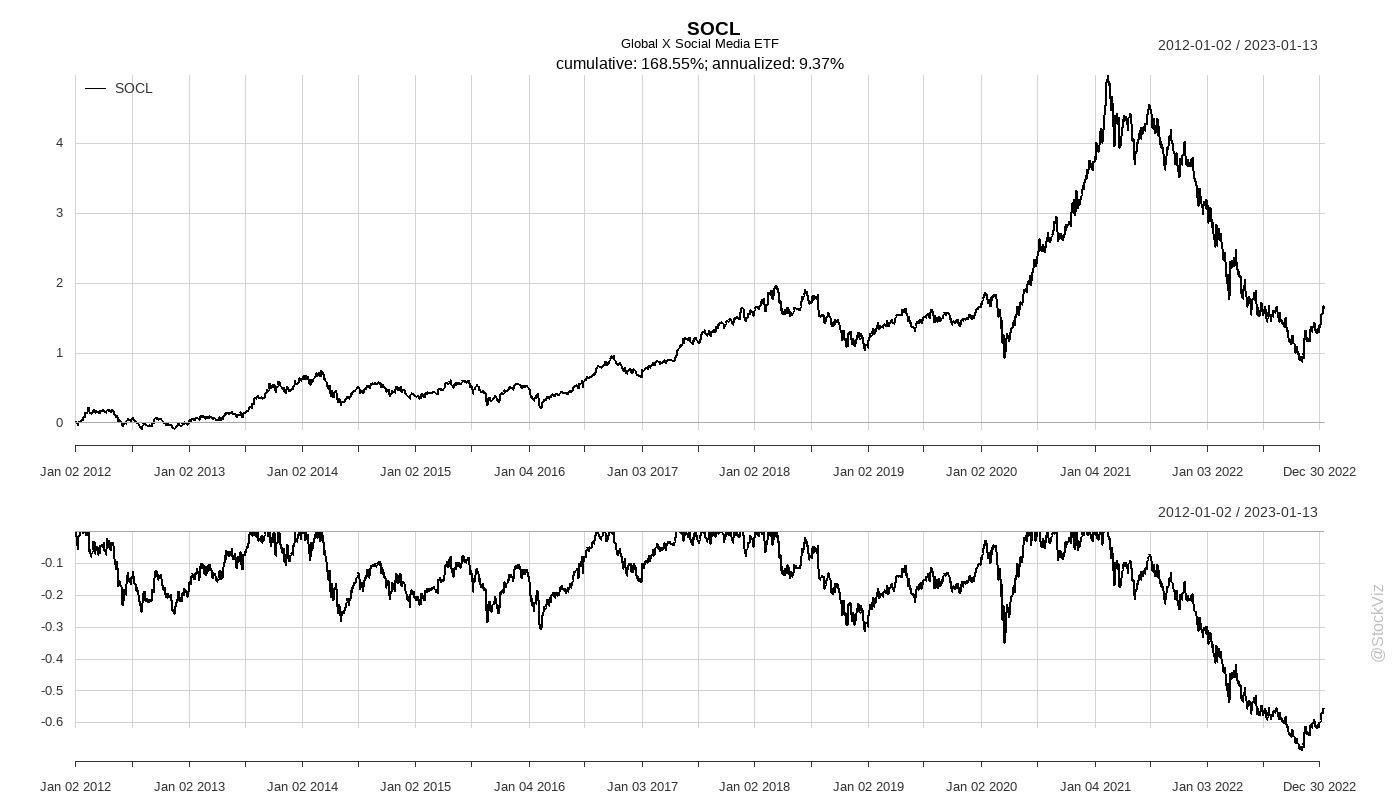 SOCL
Global X Social Media ETF
2012-01-02 / 2023-01-13
cumulative: 168.55%; annualized: 9.37%
SOCL
4
3
2
1
0
Jan 02 2012 Jan 02 2013 Jan 02 2014 Jan 02 2015 Jan 04 2016 Jan 03 2017 Jan 02 2018 Jan 02 2019 Jan 02 2020 Jan 04 2021 Jan 03 2022 Dec 30 2022
2012-01-02 / 2023-01-13
-0.1
-0.2
-0.3
-0.4
-0.5
-0.6
Jan 02 2012 Jan 02 2013 Jan 02 2014 Jan 02 2015 Jan 04 2016 Jan 03 2017 Jan 02 2018 Jan 02 2019 Jan 02 2020 Jan 04 2021 Jan 03 2022 Dec 30 2022
@StockViz